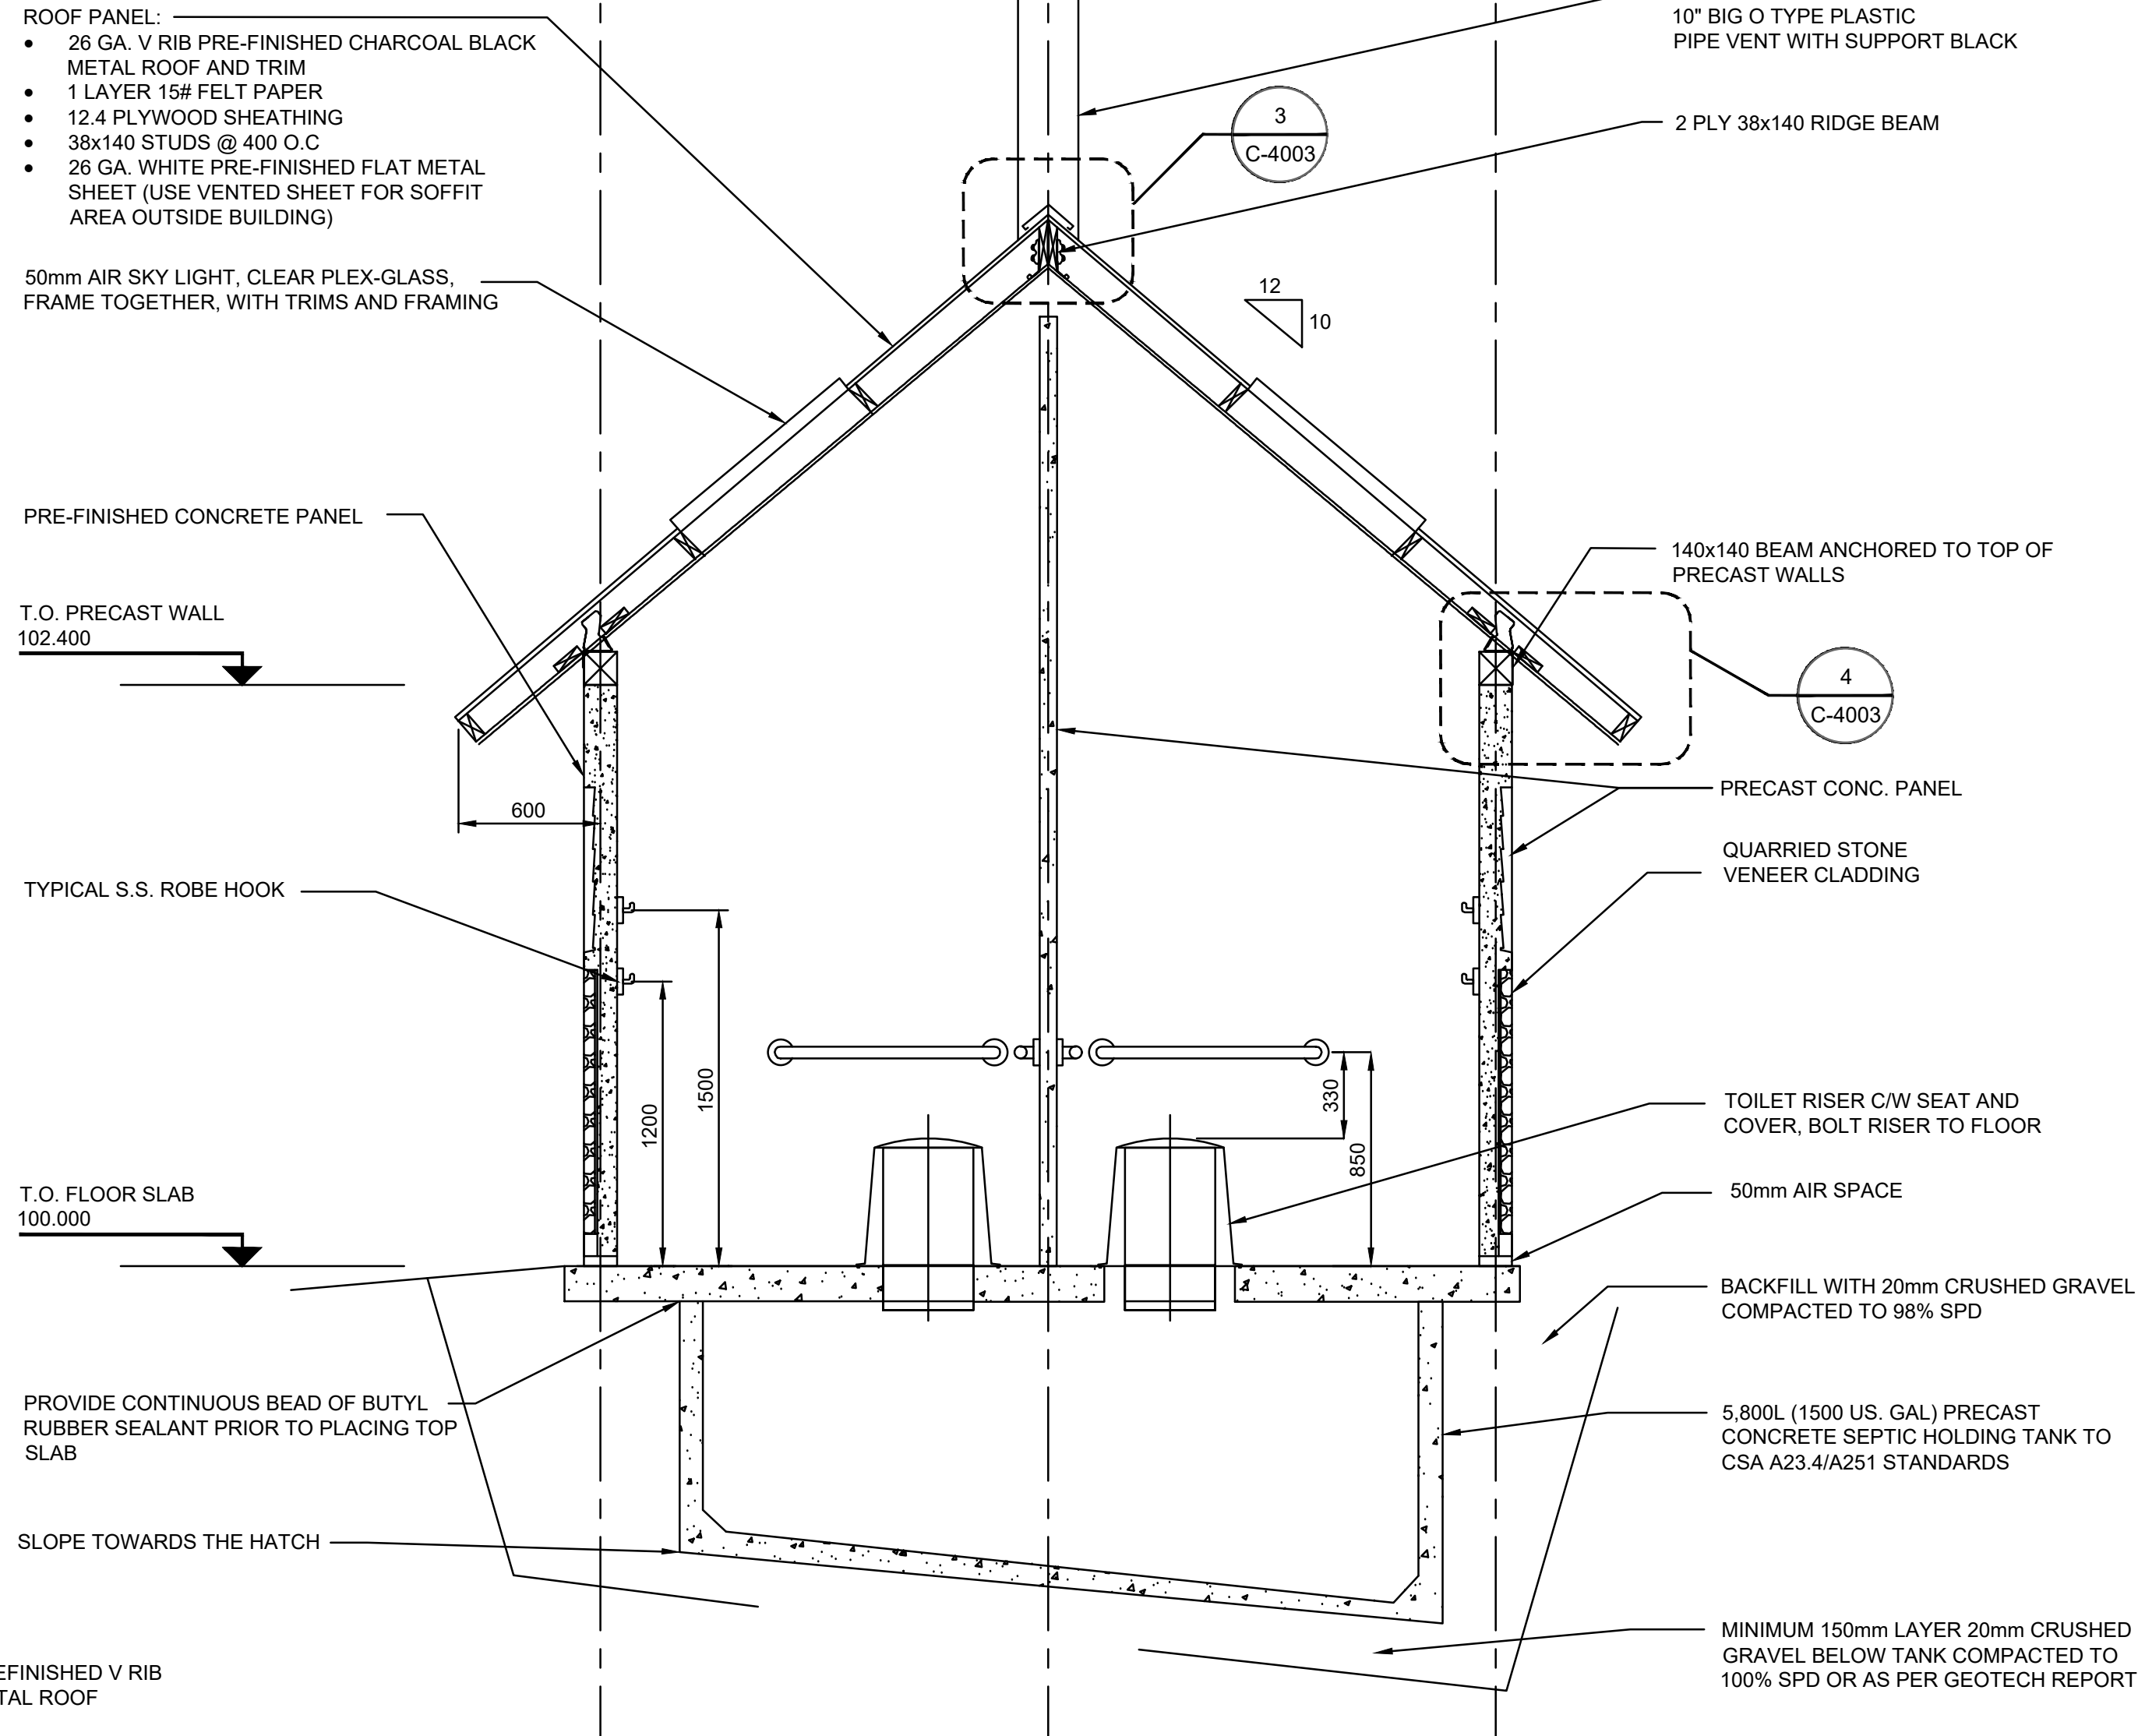 ROOF PANEL:
• 26 GA. V RIB PRE-FINISHED CHARCOAL BLACK
METAL ROOF AND TRIM
• 1 LAYER 15# FELT PAPER
• 12.4 PLYWOOD SHEATHING
• 38x140 STUDS @ 400 O.C
• 26 GA. WHITE PRE-FINISHED FLAT METAL
SHEET (USE VENTED SHEET FOR SOFFIT
AREA OUTSIDE BUILDING)
50mm AIR SKY LIGHT, CLEAR PLEX-GLASS,
FRAME TOGETHER, WITH TRIMS AND FRAMING
PRE-FINISHED CONCRETE PANEL
T.O. PRECAST WALL
102.400
600
TYPICAL S.S. ROBE HOOK
T.O. FLOOR SLAB
100.000
PROVIDE CONTINUOUS BEAD OF BUTYL
RUBBER SEALANT PRIOR TO PLACING TOP
SLAB
SLOPE TOWARDS THE HATCH
EFINISHED V RIB
TAL ROOF
3
C-4003
12
10
1500
1200
330
850
10" BIG O TYPE PLASTIC
PIPE VENT WITH SUPPORT BLACK
2 PLY 38x140 RIDGE BEAM
140x140 BEAM ANCHORED TO TOP OF
PRECAST WALLS
4
C-4003
PRECAST CONC. PANEL
QUARRIED STONE
VENEER CLADDING
TOILET RISER C/W SEAT AND
COVER, BOLT RISER TO FLOOR
50mm AIR SPACE
BACKFILL WITH 20mm CRUSHED GRAVEL
COMPACTED TO 98% SPD
5,800L (1500 US. GAL) PRECAST
CONCRETE SEPTIC HOLDING TANK TO
CSA A23.4/A251 STANDARDS
MINIMUM 150mm LAYER 20mm CRUSHED
GRAVEL BELOW TANK COMPACTED TO
100% SPD OR AS PER GEOTECH REPORT